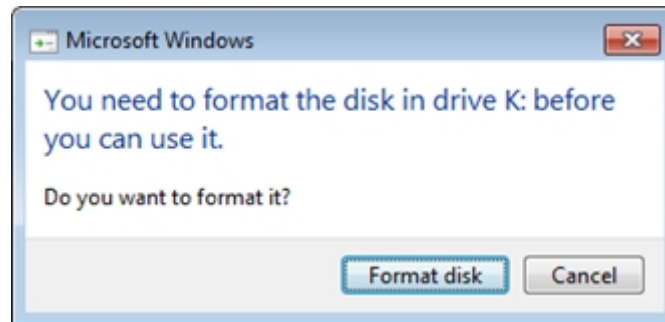 Microsoft Windows
You need to format the disk in drive K: before
you can use it.
Do you want to format it?
Format disk
Cancel